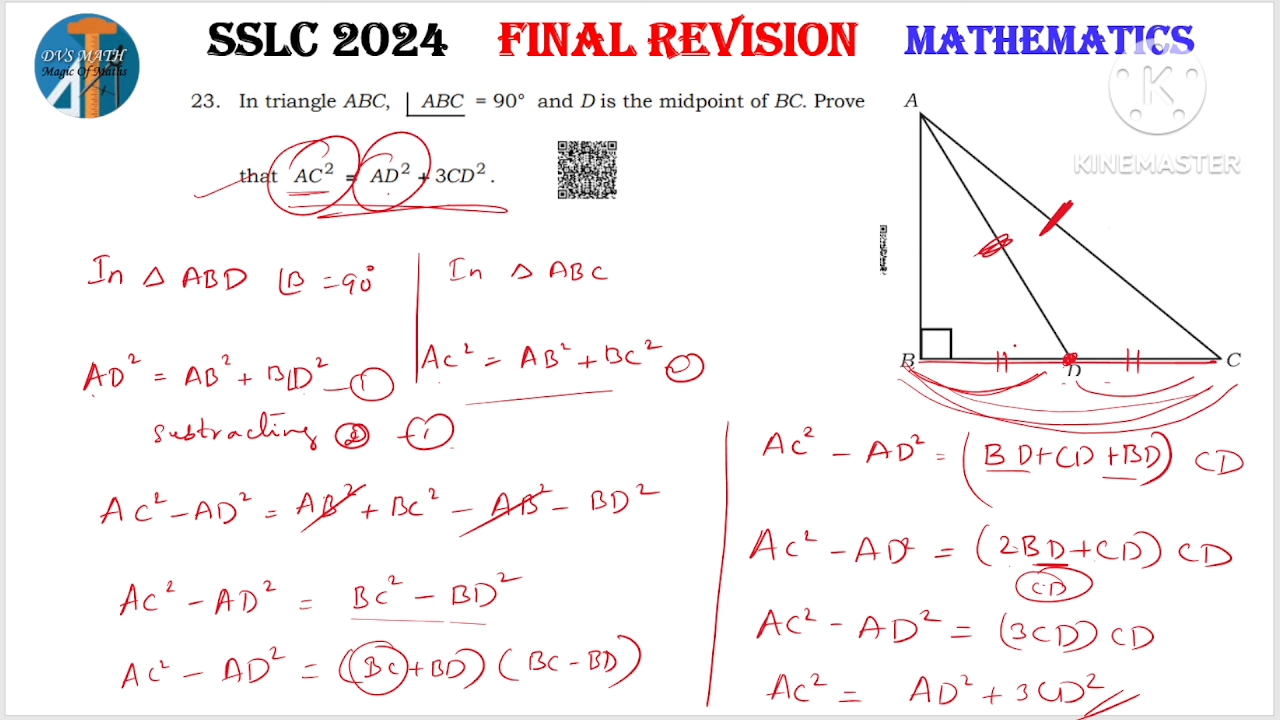 DVS MATH
Magic Of Maths
SSLC 2024 FINAL REVISION MATHEMATICS
K
KINEMASTER
23. In triangle ABC, ∠ABC = 90° and D is the midpoint of BC. Prove
that AC² = AD² + 3CD².
A
B
D
C
In △ ABD ∠B = 90°
AD² = AB² + BD² — ①
In △ ABC
AC² = AB² + BC² — ②
subtracting ② - ①
AC² - AD² = AB² + BC² - AB² - BD²
AC² - AD² = BC² - BD²
AC² - AD² = (BC + BD) (BC - BD)
AC² - AD² = (BD + CD + BD) CD
AC² - AD² = (2BD + CD) CD
CD
AC² - AD² = (3CD) CD
AC² = AD² + 3CD²